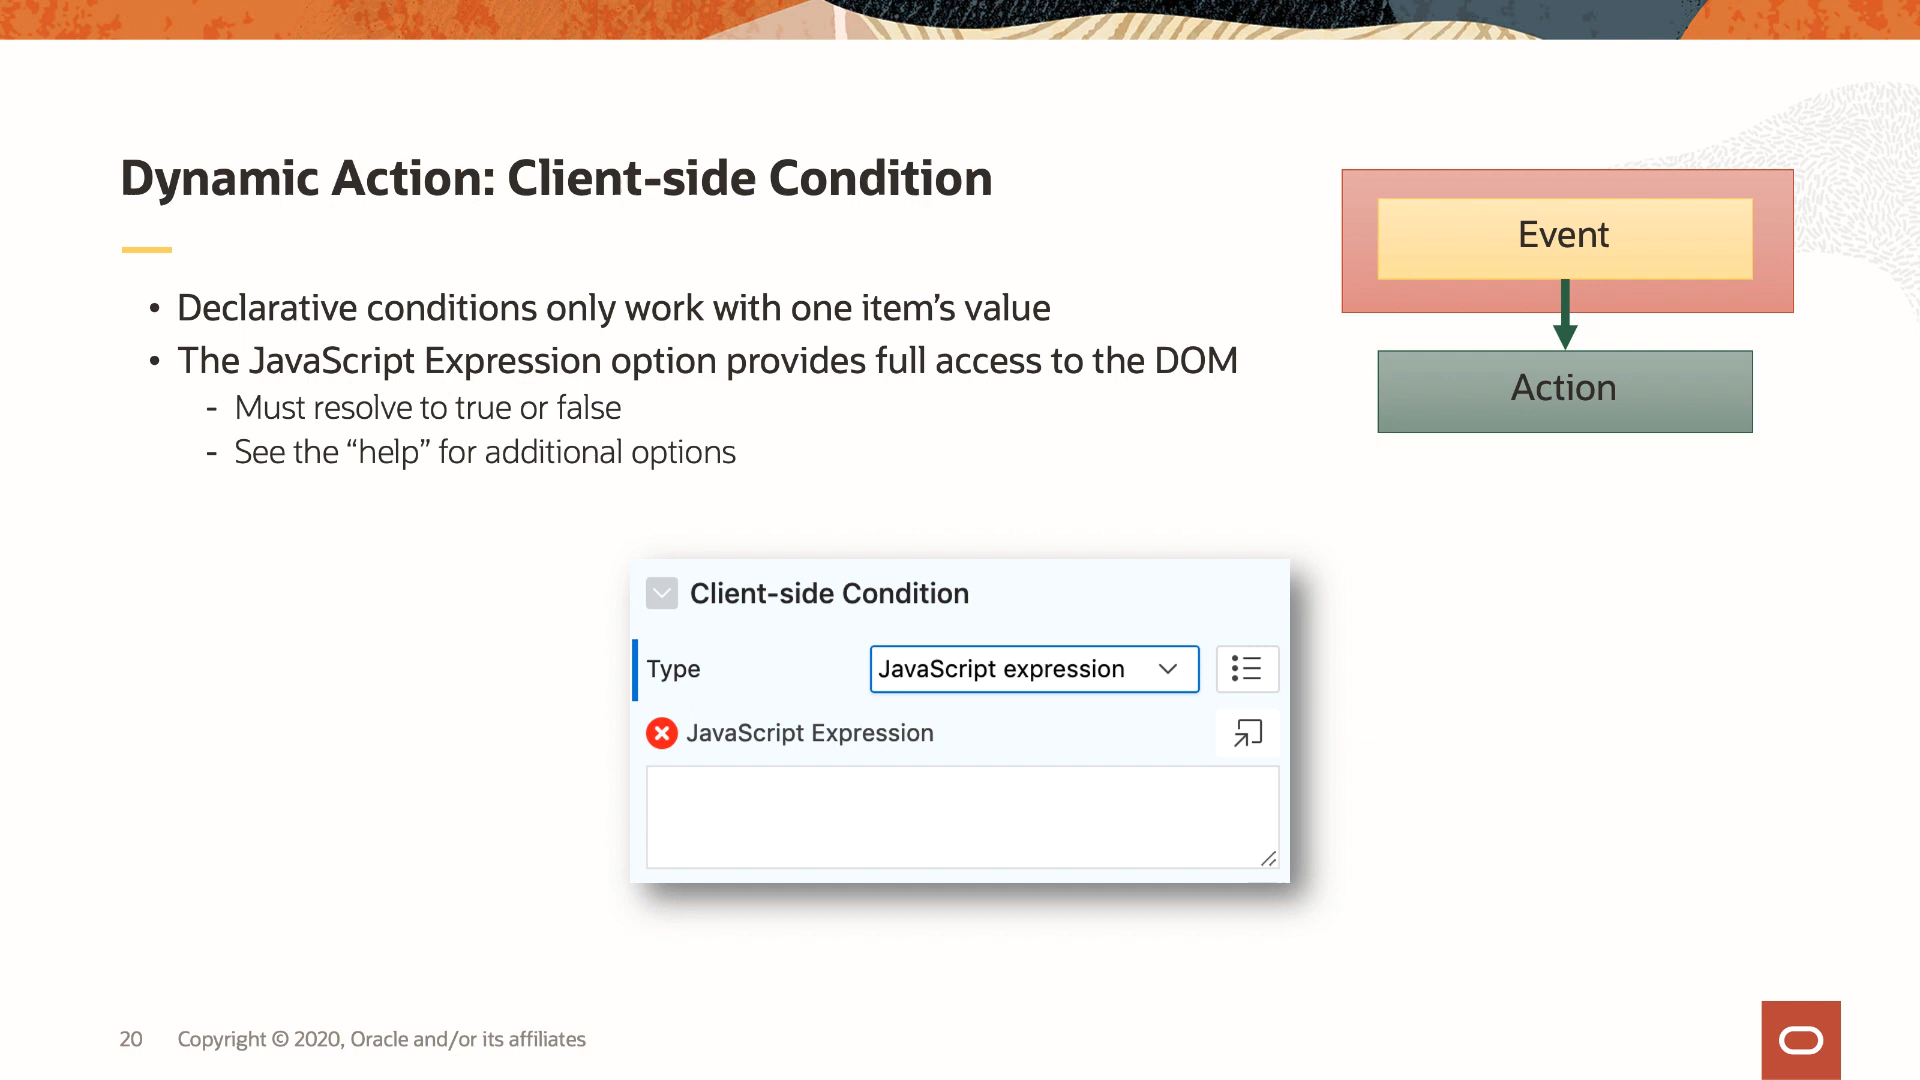 Dynamic Action: Client-side Condition
• Declarative conditions only work with one item’s value
• The JavaScript Expression option provides full access to the DOM
- Must resolve to true or false
- See the “help” for additional options
Event
Action
Client-side Condition
Type
JavaScript expression
JavaScript Expression
20
Copyright © 2020, Oracle and/or its affiliates